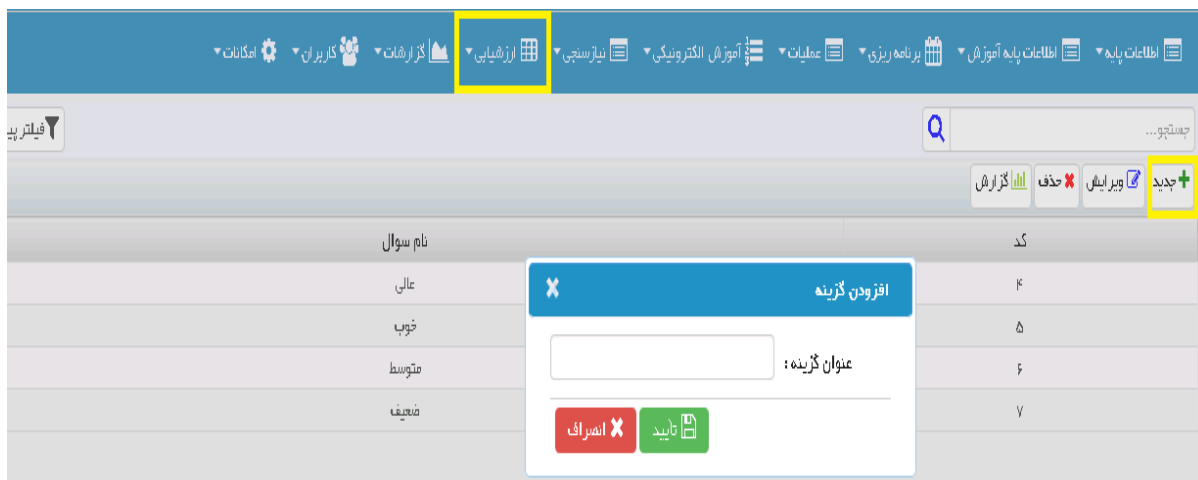 اطلاعات پایه اطلاعات پایه آموزش برنامه ریزی عملیات آموزش الکترونیکی نیازسنجی ارزشیابی گزارشات کاربران امکانات
جستجو... فیلتر پیـ
جدید ویرایش حذف گزارش
کد نام سوال
۴ عالی
۵ خوب
۶ متوسط
۷ ضعیف
افزودن گزینه
عنوان گزینه :
تایید انصراف